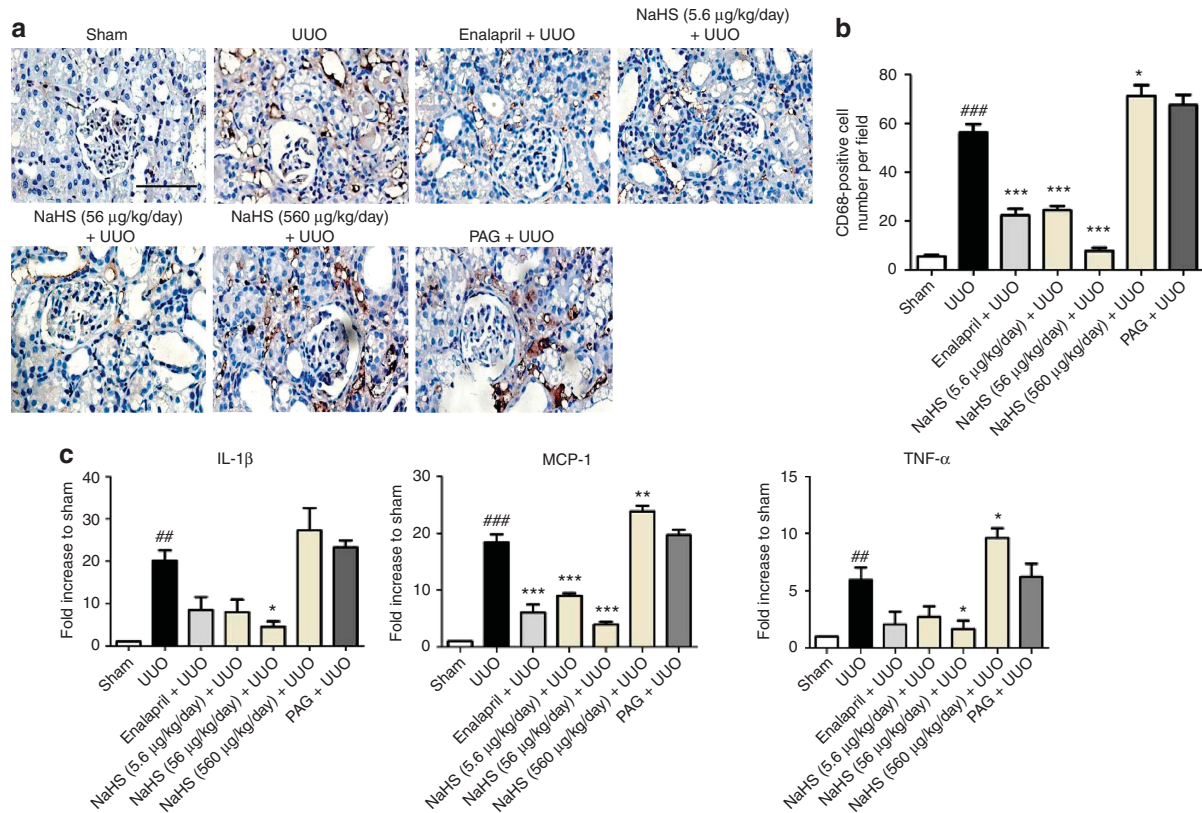 a
Sham
UUO
Enalapril + UUO
NaHS (5.6 μg/kg/day)
+ UUO
NaHS (56 μg/kg/day)
+ UUO
NaHS (560 μg/kg/day)
+ UUO
PAG + UUO
b
CD68-positive cell
number per field
80
60
40
20
0
###
***
***
***
*
Sham
UUO
Enalapril + UUO
NaHS (5.6 μg/kg/day) + UUO
NaHS (56 μg/kg/day) + UUO
NaHS (560 μg/kg/day) + UUO
PAG + UUO
c
IL-1β
Fold increase to sham
40
30
20
10
0
##
*
Sham
UUO
Enalapril + UUO
NaHS (5.6 μg/kg/day) + UUO
NaHS (56 μg/kg/day) + UUO
NaHS (560 μg/kg/day) + UUO
PAG + UUO
MCP-1
Fold increase to sham
30
20
10
0
###
***
***
***
**
Sham
UUO
Enalapril + UUO
NaHS (5.6 μg/kg/day) + UUO
NaHS (56 μg/kg/day) + UUO
NaHS (560 μg/kg/day) + UUO
PAG + UUO
TNF-α
Fold increase to sham
15
10
5
0
##
*
*
Sham
UUO
Enalapril + UUO
NaHS (5.6 μg/kg/day) + UUO
NaHS (56 μg/kg/day) + UUO
NaHS (560 μg/kg/day) + UUO
PAG + UUO